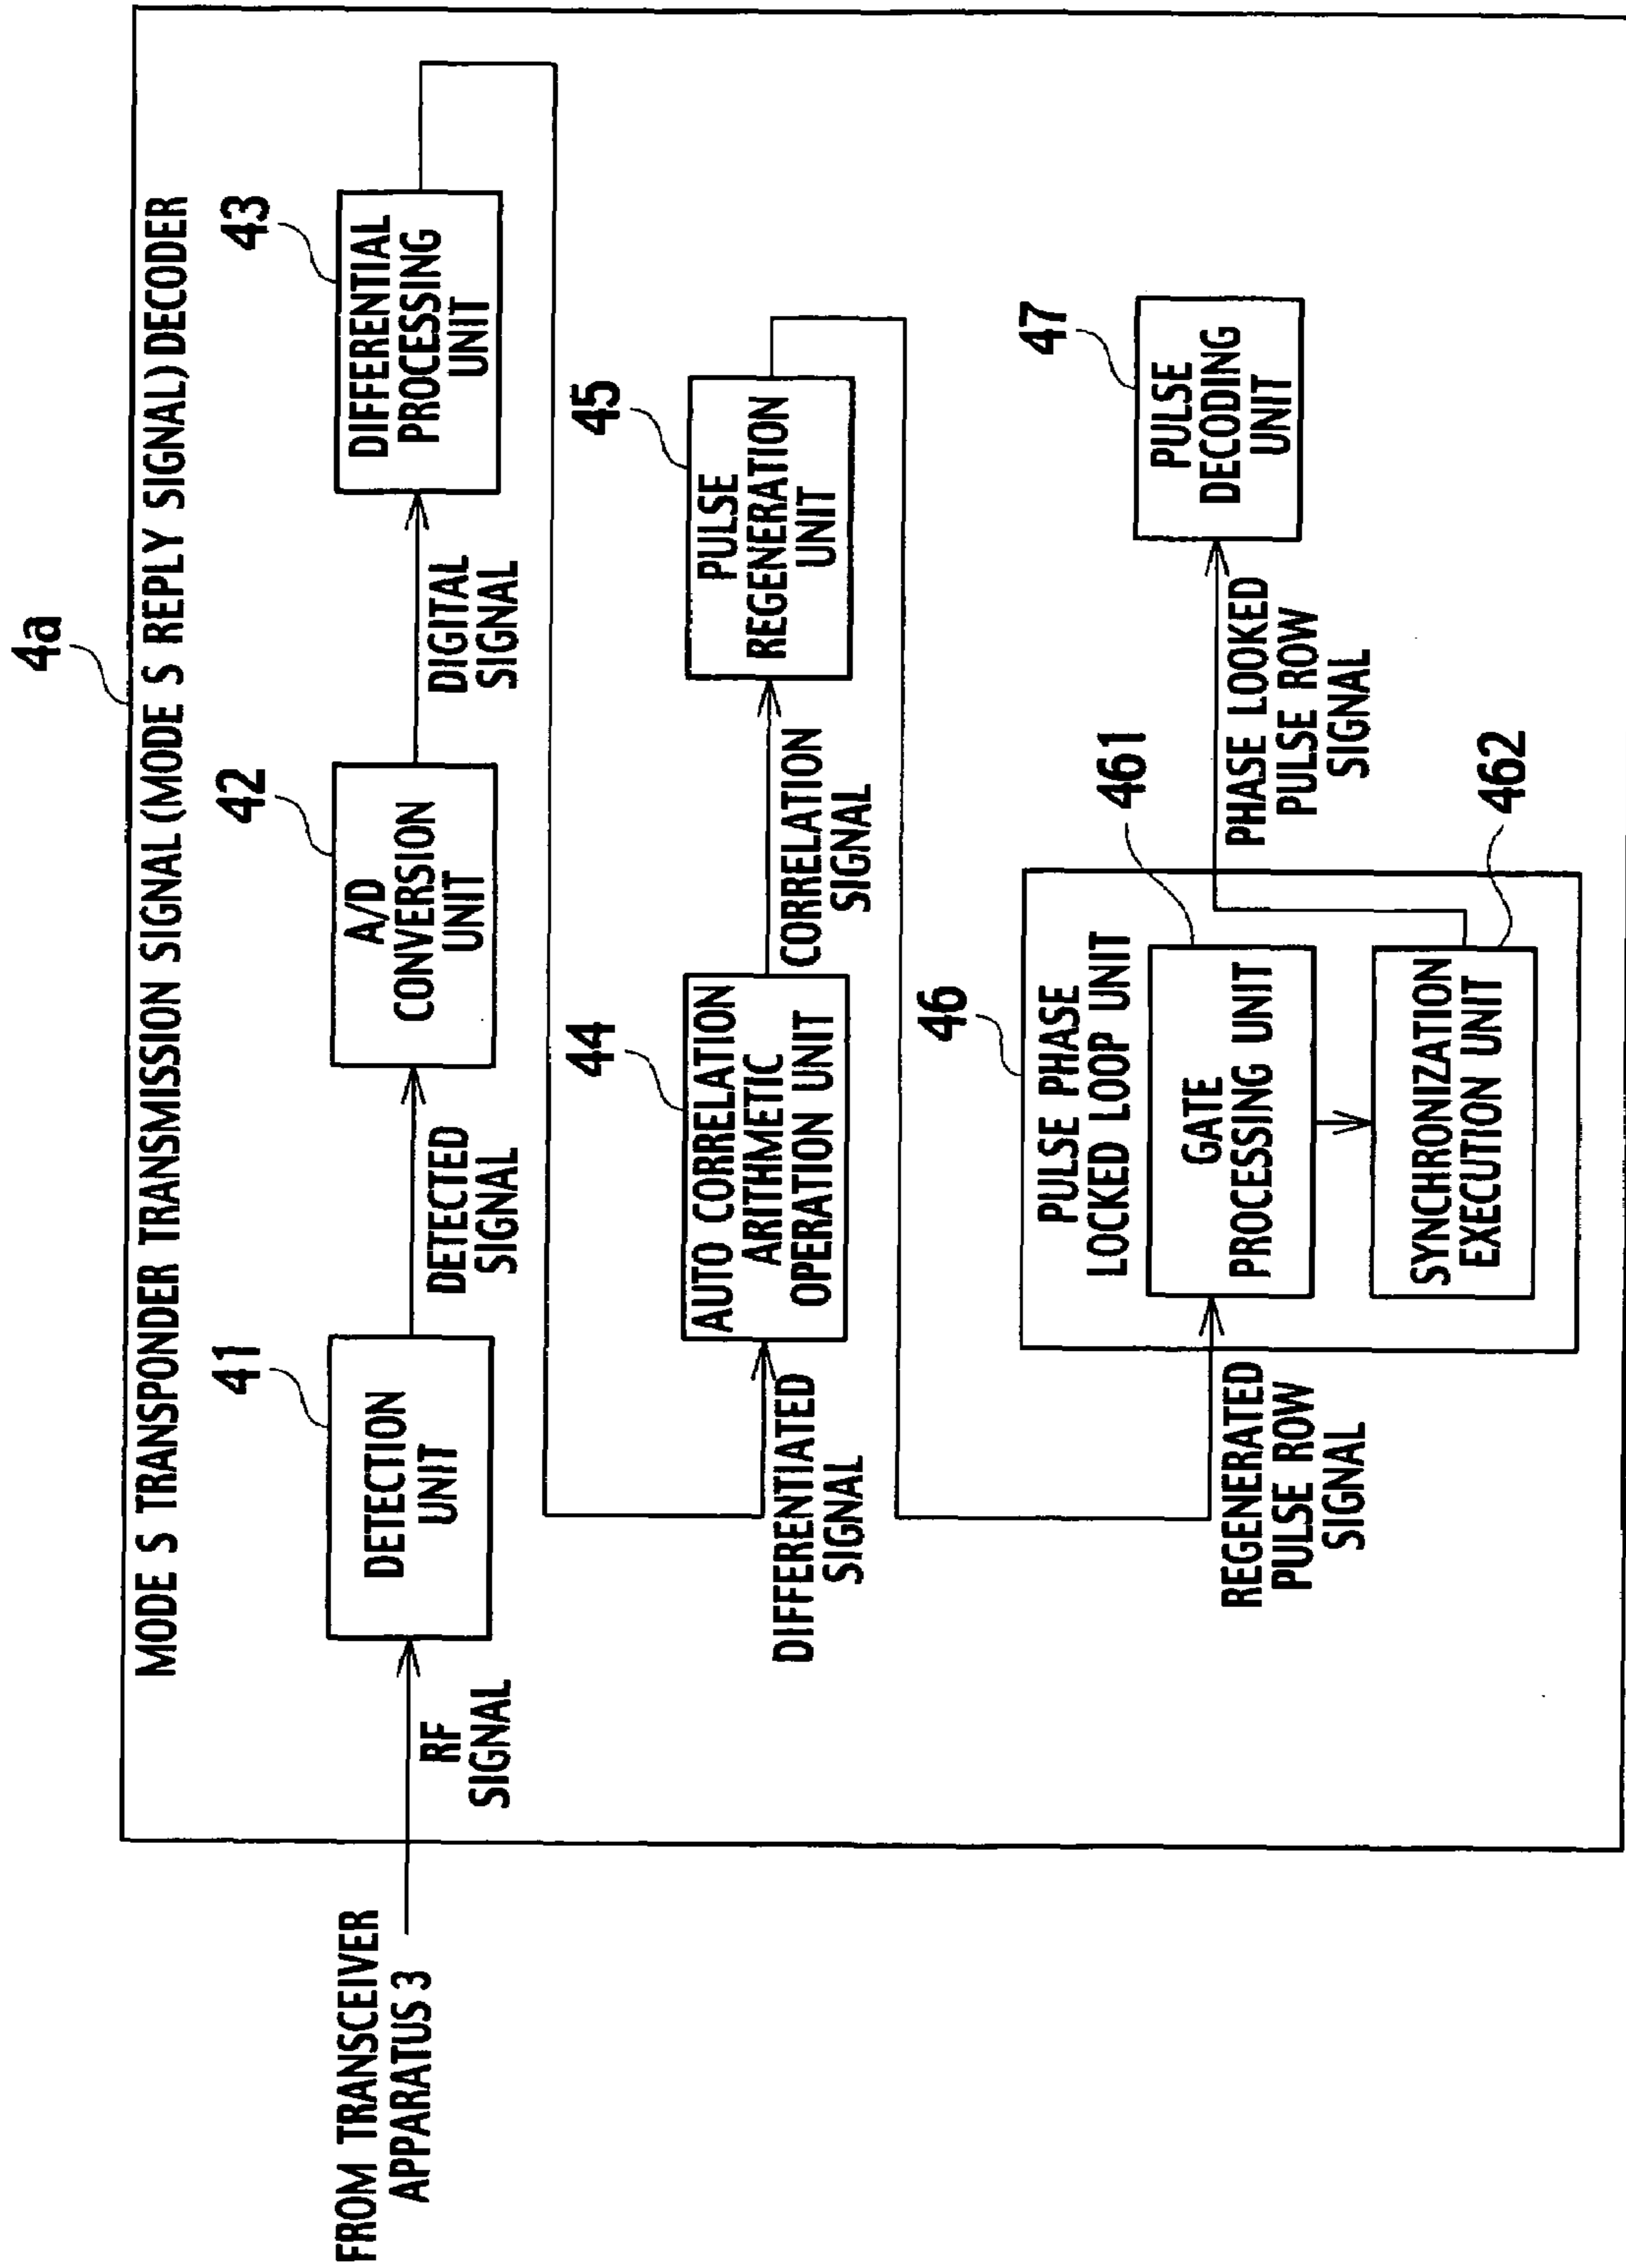 4a
MODE S TRANSPONDER TRANSMISSION SIGNAL (MODE S REPLY SIGNAL) DECODER
FROM TRANSCEIVER
APPARATUS 3
RF
SIGNAL
41
DETECTION
UNIT
DETECTED
SIGNAL
42
A/D
CONVERSION
UNIT
DIGITAL
SIGNAL
43
DIFFERENTIAL
PROCESSING
UNIT
DIFFERENTIATED
SIGNAL
44
AUTO CORRELATION
ARITHMETIC
OPERATION UNIT
CORRELATION
SIGNAL
45
PULSE
REGENERATION
UNIT
REGENERATED
PULSE ROW
SIGNAL
46
PULSE PHASE
LOCKED LOOP UNIT
461
GATE
PROCESSING UNIT
462
SYNCHRONIZATION
EXECUTION UNIT
PHASE LOOKED
PULSE ROW
SIGNAL
47
PULSE
DECODING
UNIT